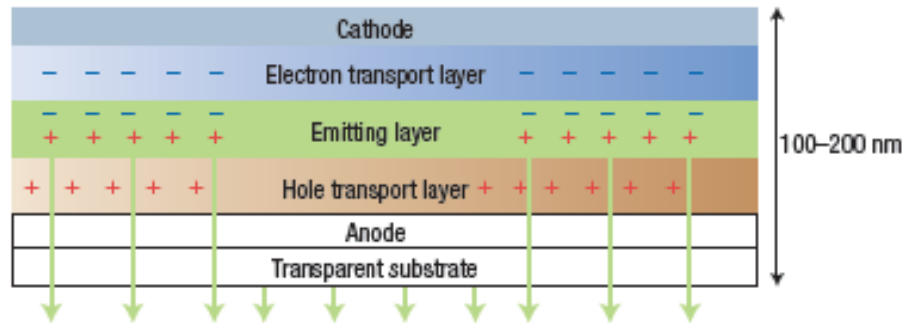 Cathode
− − − − − Electron transport layer − − − − −
− − − − − − − − − −
+ + + + + Emitting layer + + + + +
100–200 nm
+ + + + + Hole transport layer + + + + + +
Anode
Transparent substrate